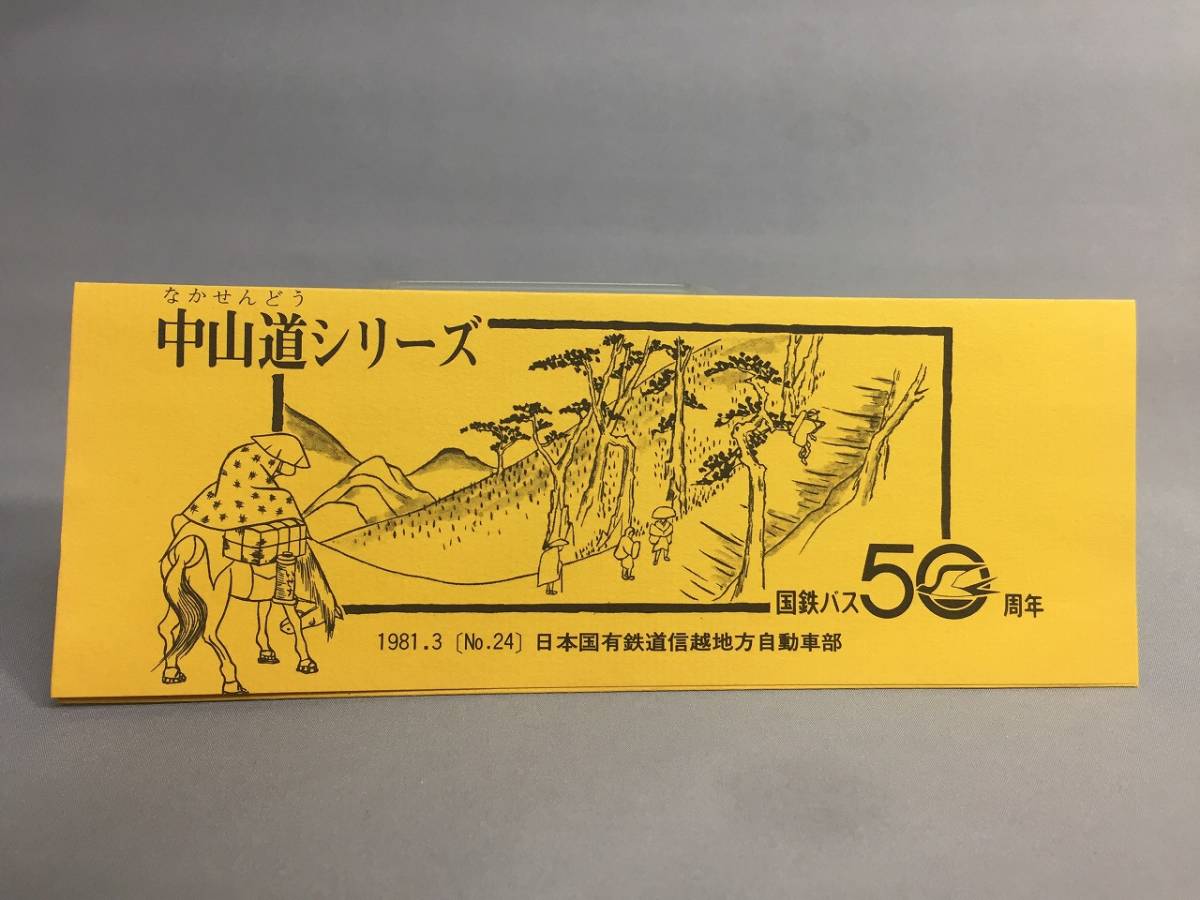 なかせんどう
中山道シリーズ
国鉄バス50周年
1981.3〔No.24〕日本国有鉄道信越地方自動車部